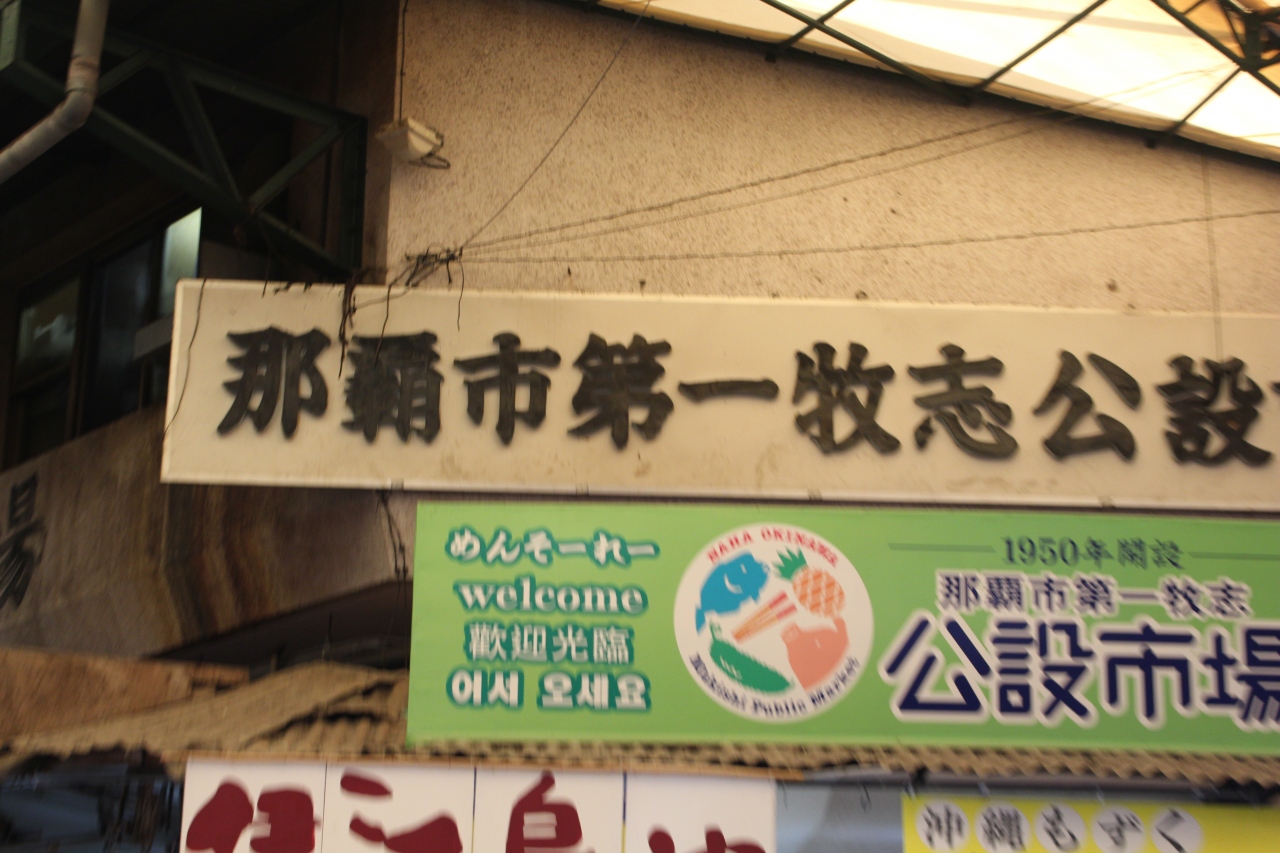 那覇市第一牧志公設
めんそーれー
welcome
歡迎光臨
어서 오세요
NAHA OKINAWA
Makishi Public Market
1950年開設
那覇市第一牧志
公設市場
場
沖縄もずく